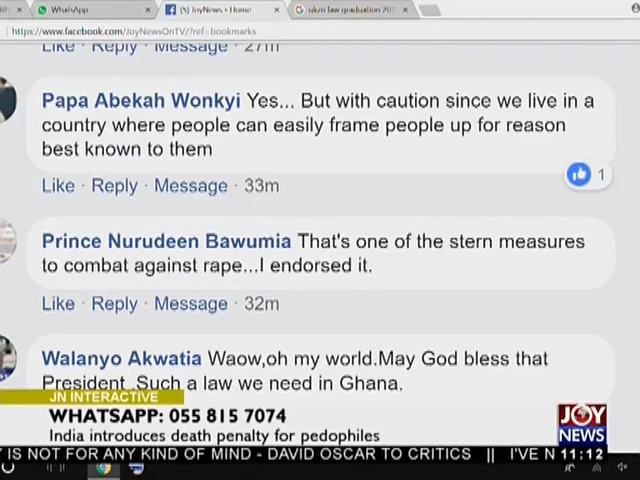 WhatsApp
(5) JoyNews - Home
ukzn law graduation 201
https://www.facebook.com/JoyNewsOnTV/?ref=bookmarks
Like · Reply · Message · 27m
Papa Abekah Wonkyi Yes... But with caution since we live in a
country where people can easily frame people up for reason
best known to them
1
Like · Reply · Message · 33m
Prince Nurudeen Bawumia That's one of the stern measures
to combat against rape...I endorsed it.
Like · Reply · Message · 32m
Walanyo Akwatia Waow,oh my world.May God bless that
President .Such a law we need in Ghana.
JN INTERACTIVE
WHATSAPP: 055 815 7074
India introduces death penalty for pedophiles
JOY
NEWS
Y IS NOT FOR ANY KIND OF MIND - DAVID OSCAR TO CRITICS || I'VE N
11:12